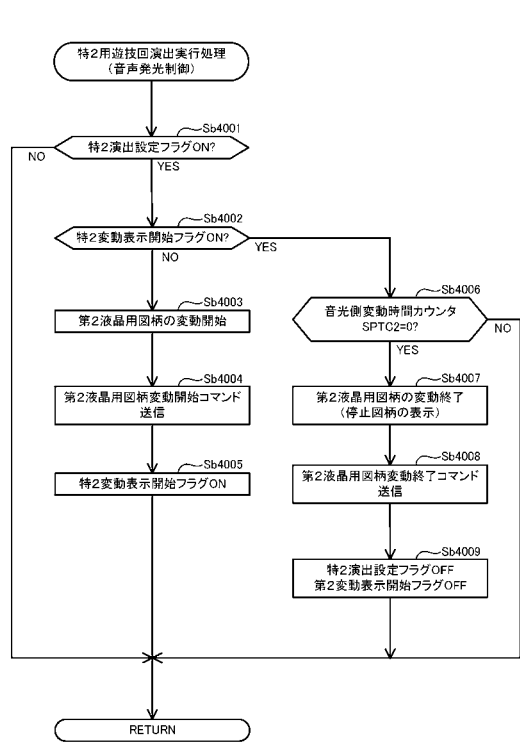 特2用遊技回演出実行処理
(音声発光制御)
Sb4001
特2演出設定フラグON?
NO
YES
Sb4002
特2変動表示開始フラグON?
YES
NO
Sb4003
第2液晶用図柄の変動開始
Sb4004
第2液晶用図柄変動開始コマンド
送信
Sb4005
特2変動表示開始フラグON
Sb4006
音光側変動時間カウンタ
SPTC2=0?
NO
YES
Sb4007
第2液晶用図柄の変動終了
(停止図柄の表示)
Sb4008
第2液晶用図柄変動終了コマンド
送信
Sb4009
特2演出設定フラグOFF
第2変動表示開始フラグOFF
RETURN